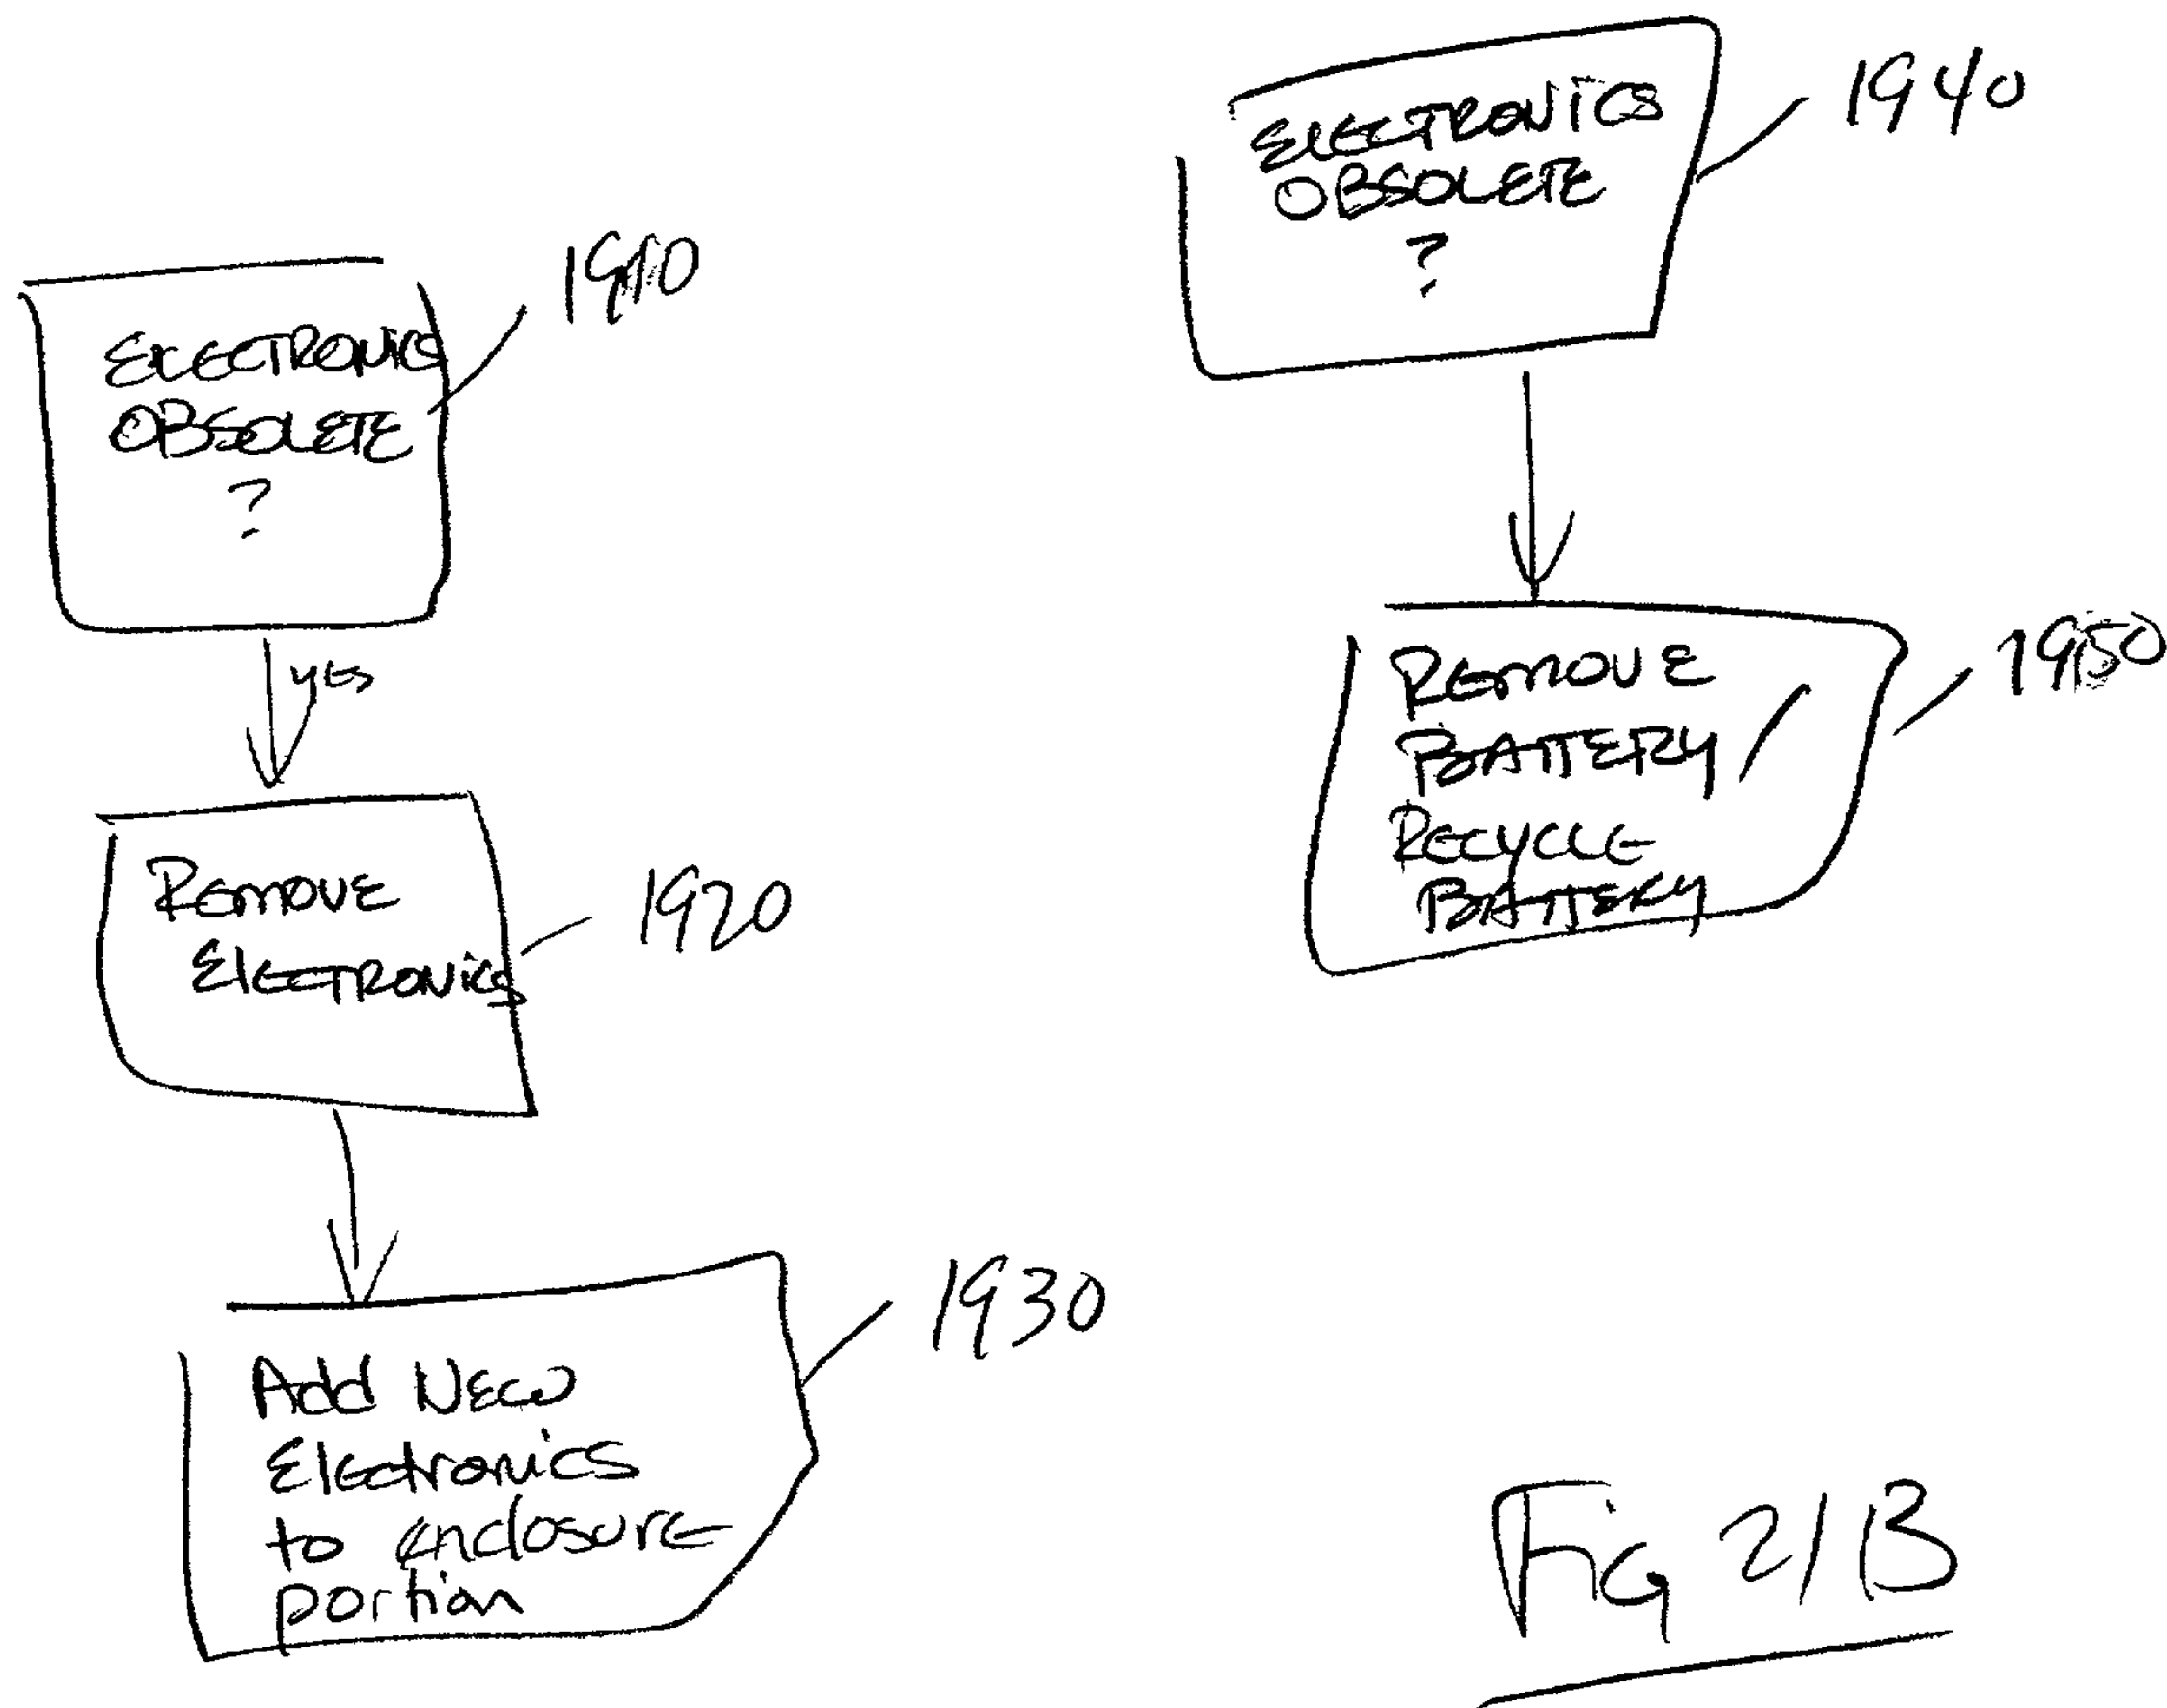 ELECTRONICS
OBSOLETE
?
1910
YES
REMOVE
ELECTRONICS
1920
Add New
Electronics
to enclosure
portion
1930
ELECTRONICS
OBSOLETE
?
1940
REMOVE
BATTERY /
RECYCLE
BATTERY
1950
FIG 21B